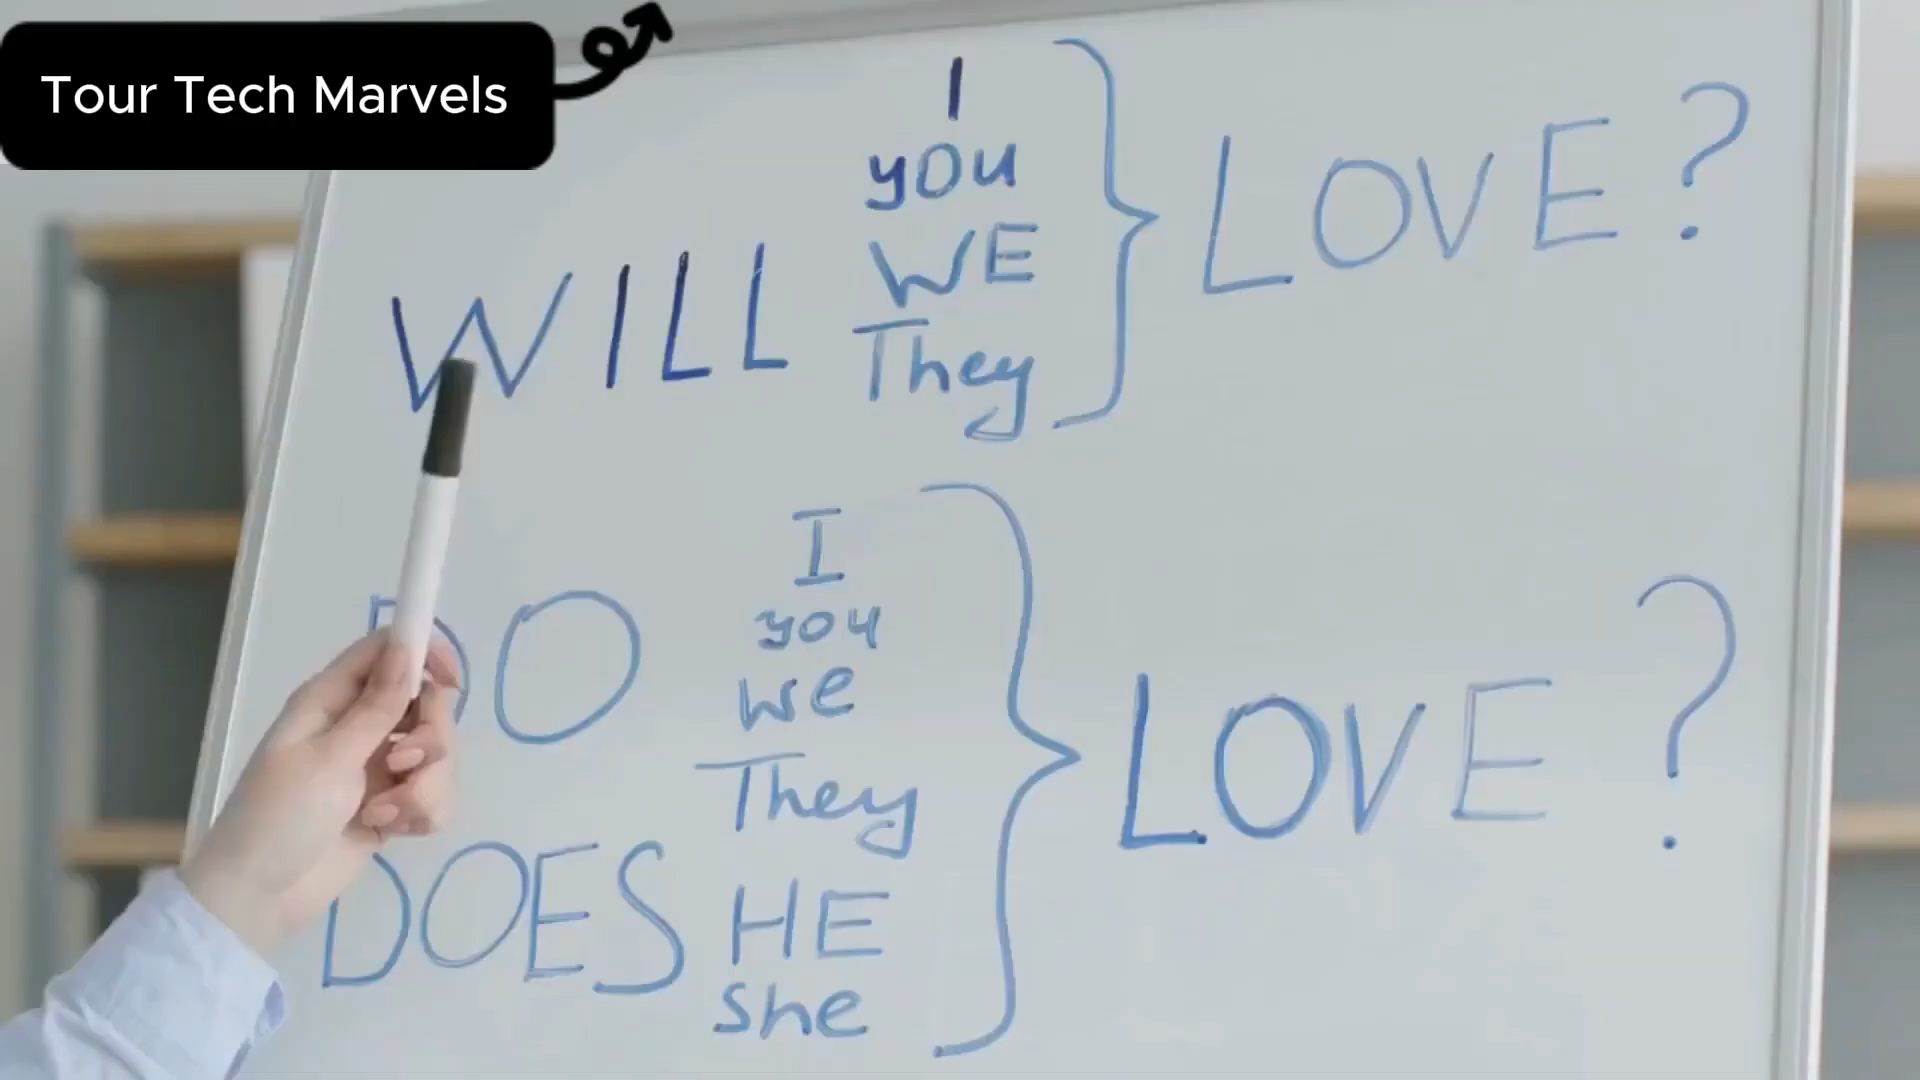 Tour Tech Marvels
I
you
WE
They
WILL
LOVE?
I
you
we
They
DO
LOVE?
DOES
HE
she